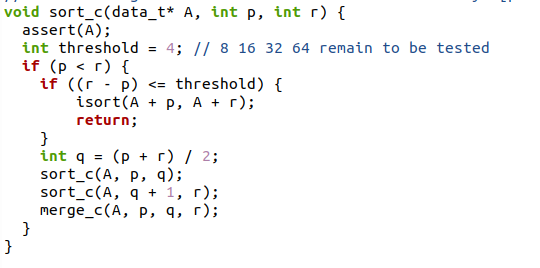 void sort_c(data_t* A, int p, int r) {
  assert(A);
  int threshold = 4; // 8 16 32 64 remain to be tested
  if (p < r) {
    if ((r - p) <= threshold) {
        isort(A + p, A + r);
        return;
    }
    int q = (p + r) / 2;
    sort_c(A, p, q);
    sort_c(A, q + 1, r);
    merge_c(A, p, q, r);
  }
}